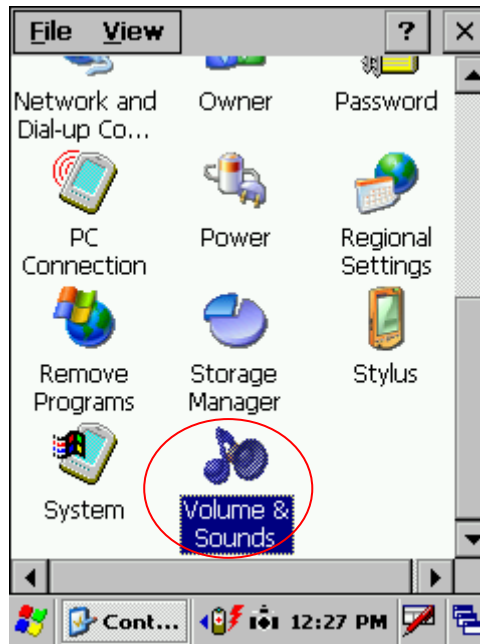 File View ? ×
Network and Dial-up Co...
Owner
Password
PC Connection
Power
Regional Settings
Remove Programs
Storage Manager
Stylus
System
Volume & Sounds
Cont... 12:27 PM